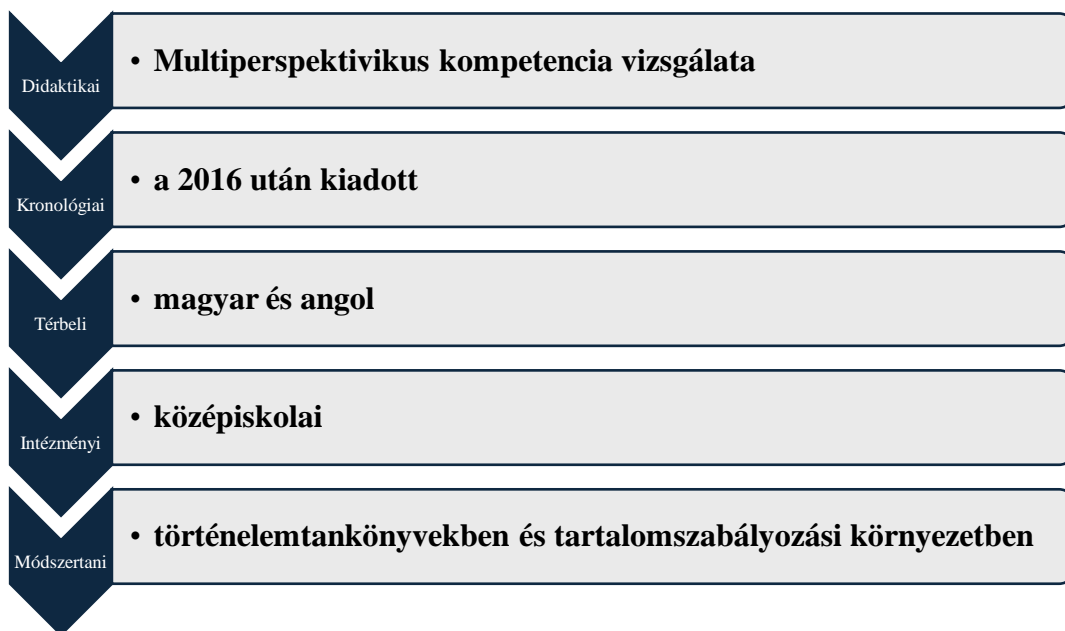 Didaktikai
• Multiperspektivikus kompetencia vizsgálata
Kronológiai
• a 2016 után kiadott
Térbeli
• magyar és angol
Intézményi
• középiskolai
Módszertani
• történelemtankönyvekben és tartalomszabályozási környezetben